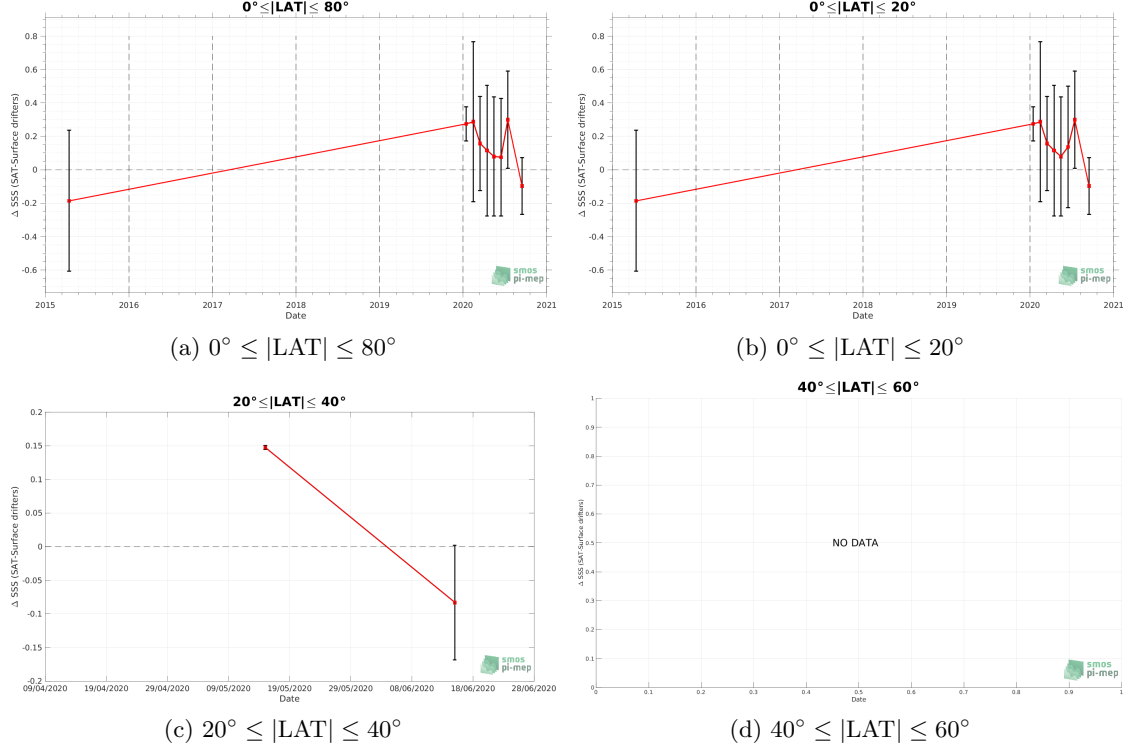 0°≤|LAT|≤ 80°
Δ SSS (SAT-Surface drifters)
0.8
0.6
0.4
0.2
0
-0.2
-0.4
-0.6
2015 2016 2017 2018 2019 2020 2021
Date
smos
pi-mep
(a) 0° ≤ |LAT| ≤ 80°
0°≤|LAT|≤ 20°
Δ SSS (SAT-Surface drifters)
0.8
0.6
0.4
0.2
0
-0.2
-0.4
-0.6
2015 2016 2017 2018 2019 2020 2021
Date
smos
pi-mep
(b) 0° ≤ |LAT| ≤ 20°
20°≤|LAT|≤ 40°
Δ SSS (SAT-Surface drifters)
0.2
0.15
0.1
0.05
0
-0.05
-0.1
-0.15
-0.2
09/04/2020 19/04/2020 29/04/2020 09/05/2020 19/05/2020 29/05/2020 08/06/2020 18/06/2020 28/06/2020
Date
smos
pi-mep
(c) 20° ≤ |LAT| ≤ 40°
40°≤|LAT|≤ 60°
Δ SSS (SAT-Surface drifters)
1
0.9
0.8
0.7
0.6
0.5
0.4
0.3
0.2
0.1
0
NO DATA
0 0.1 0.2 0.3 0.4 0.5 0.6 0.7 0.8 0.9 1
Date
smos
pi-mep
(d) 40° ≤ |LAT| ≤ 60°